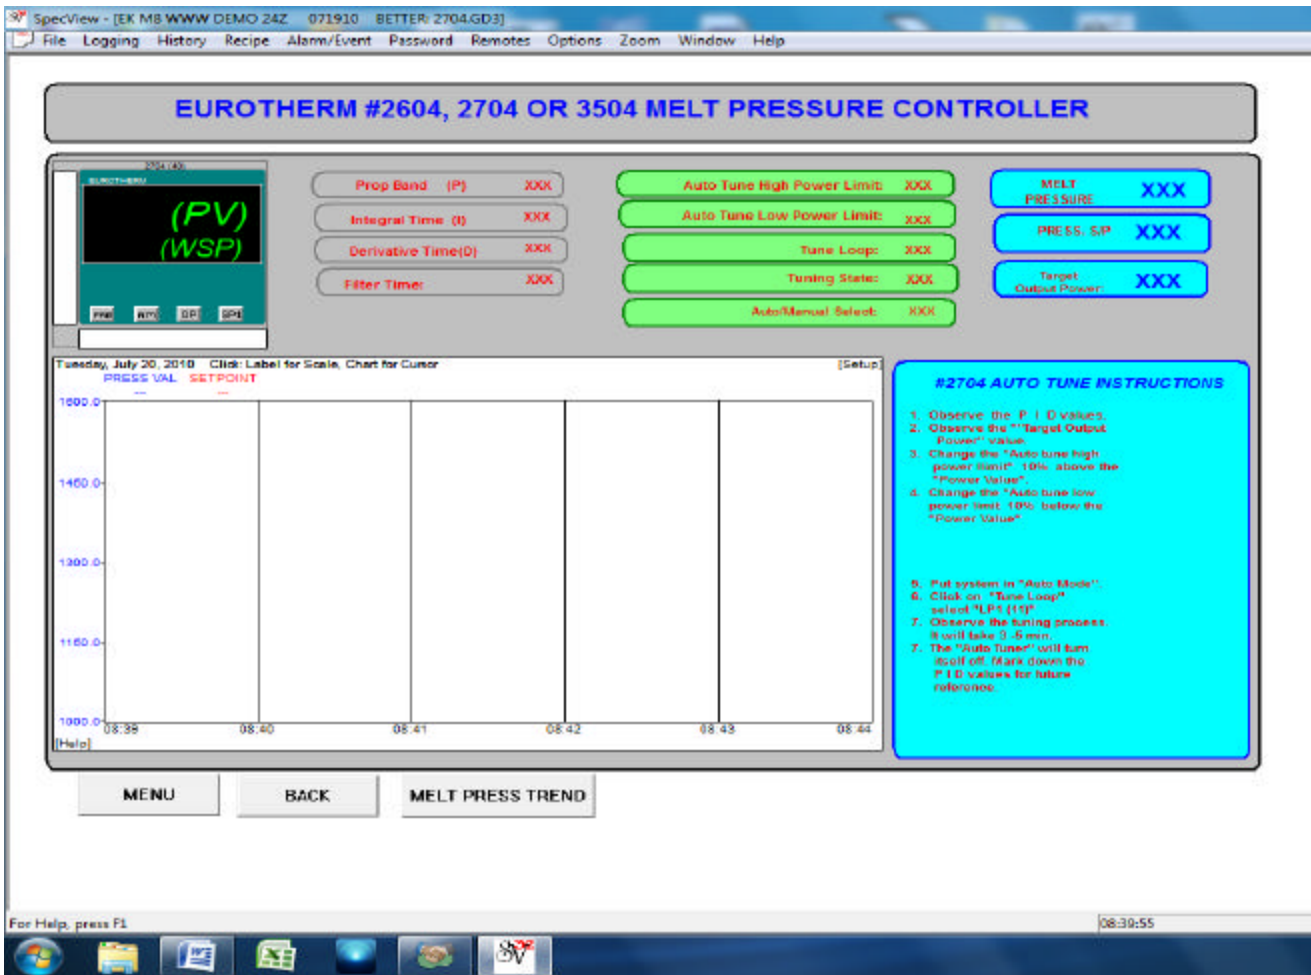 SpecView - [EK M8 WWW DEMO 24Z 071910 BETTER: 2704.GD3]
File Logging History Recipe Alarm/Event Password Remotes Options Zoom Window Help
EUROTHERM #2604, 2704 OR 3504 MELT PRESSURE CONTROLLER
2704 (40)
EUROTHERM
(PV)
(WSP)
OP SP1
Prop Band (P) XXX
Integral Time (I) XXX
Derivative Time(D) XXX
Filter Time: XXX
Auto Tune High Power Limit: XXX
Auto Tune Low Power Limit: XXX
Tune Loop: XXX
Tuning State: XXX
Auto/Manual Select: XXX
MELT
PRESSURE XXX
PRESS. S/P XXX
Target
Output Power: XXX
Tuesday, July 20, 2010 Click: Label for Scale, Chart for Cursor [Setup]
PRESS VAL SETPOINT
-- --
1600.0
1450.0
1300.0
1150.0
1000.0
08:39 08:40 08:41 08:42 08:43 08:44
[Help]
#2704 AUTO TUNE INSTRUCTIONS
1. Observe the P I D values.
2. Observe the "Target Output
Power" value.
3. Change the "Auto tune high
power limit" 10% above the
"Power Value".
4. Change the "Auto tune low
power limit. 10% below the
"Power Value"
5. Put system in "Auto Mode".
6. Click on "Tune Loop"
select "LP1 (11)"
7. Observe the tuning process.
It will take 3 -5 min.
7. The "Auto Tuner" will turn
itself off. Mark down the
P I D values for future
reference.
MENU BACK MELT PRESS TREND
For Help, press F1 08:39:55